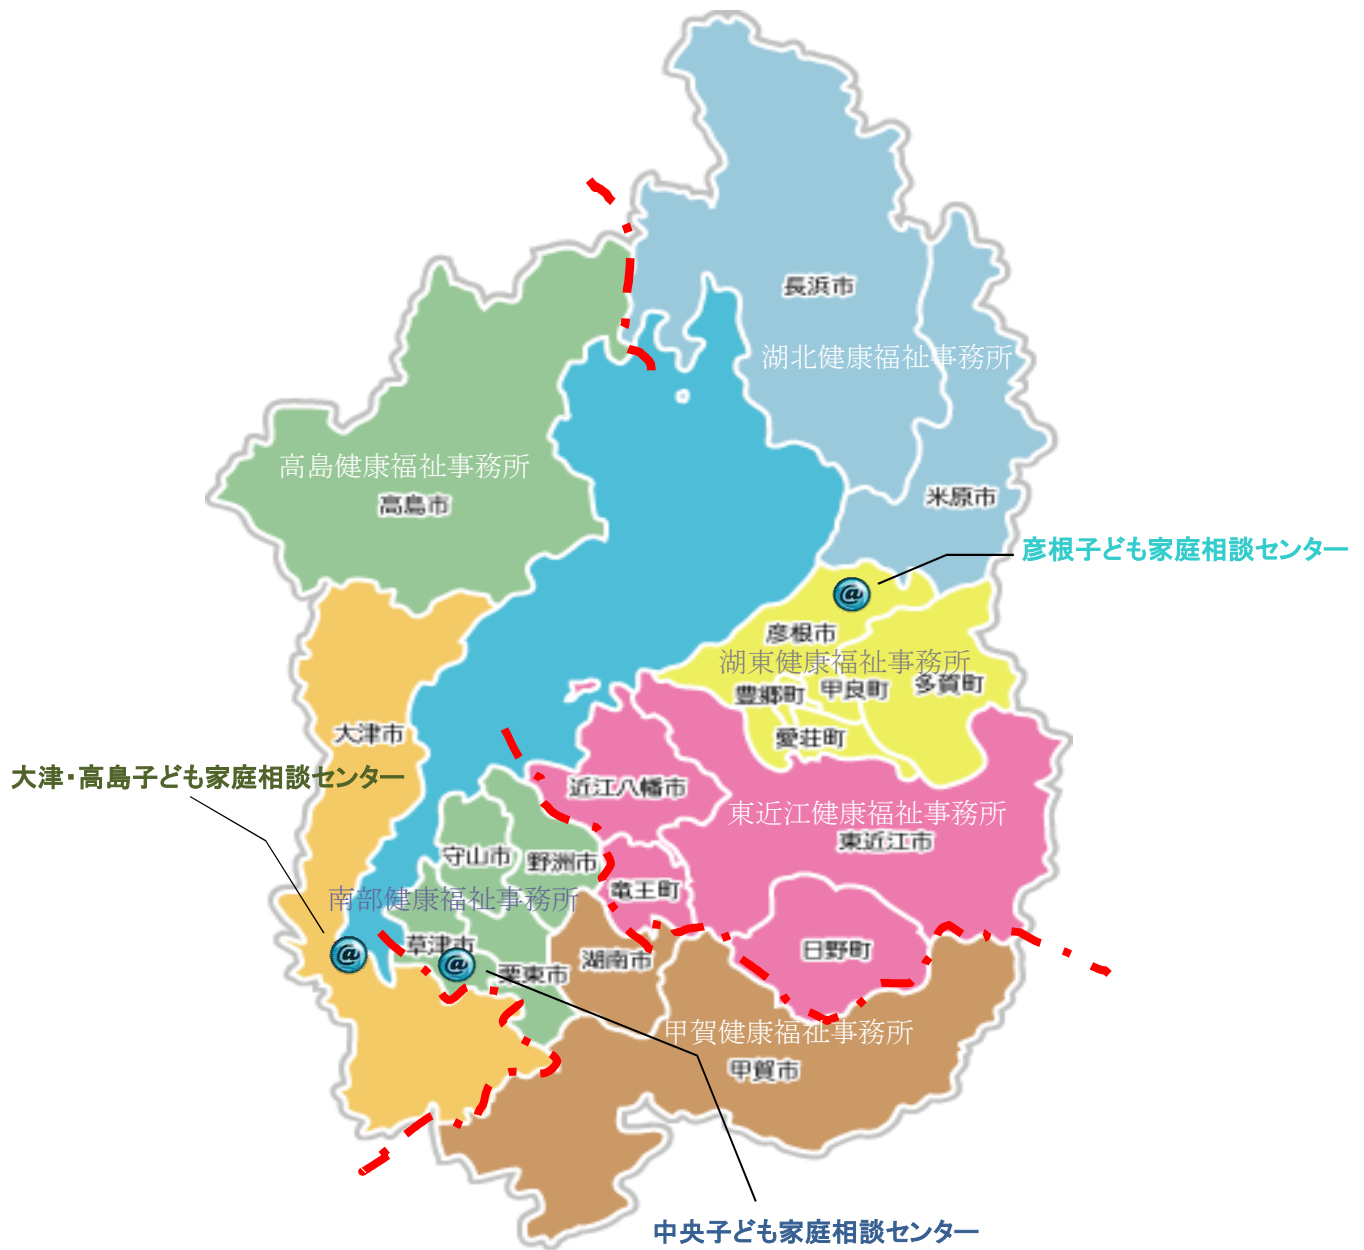 長浜市
湖北健康福祉事務所
高島健康福祉事務所
高島市
米原市
彦根子ども家庭相談センター
@
彦根市
湖東健康福祉事務所
豊郷町
甲良町
多賀町
大津市
愛荘町
大津・高島子ども家庭相談センター
近江八幡市
東近江健康福祉事務所
東近江市
守山市
野洲市
竜王町
南部健康福祉事務所
草津市
日野町
@
@
栗東市
湖南市
甲賀健康福祉事務所
甲賀市
中央子ども家庭相談センター